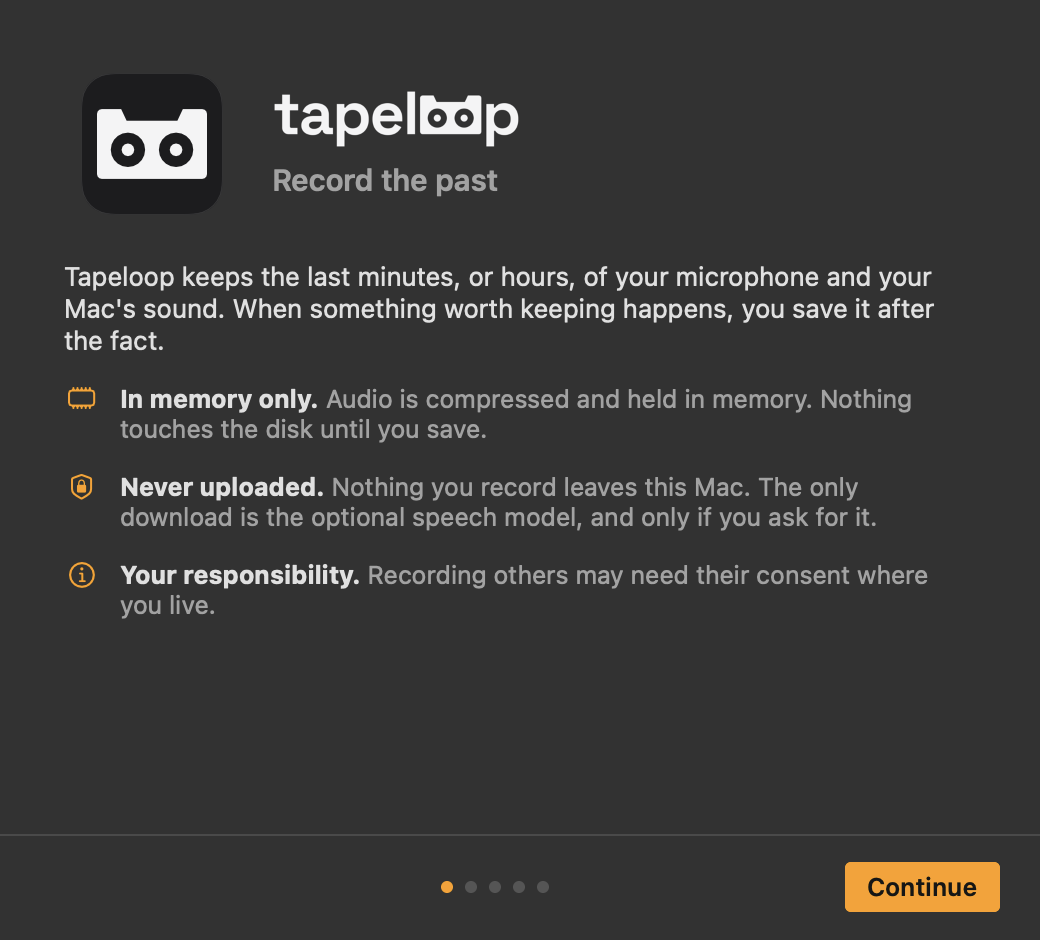 tapeloop
Record the past
Tapeloop keeps the last minutes, or hours, of your microphone and your
Mac's sound. When something worth keeping happens, you save it after
the fact.
In memory only. Audio is compressed and held in memory. Nothing
touches the disk until you save.
Never uploaded. Nothing you record leaves this Mac. The only
download is the optional speech model, and only if you ask for it.
Your responsibility. Recording others may need their consent where
you live.
Continue